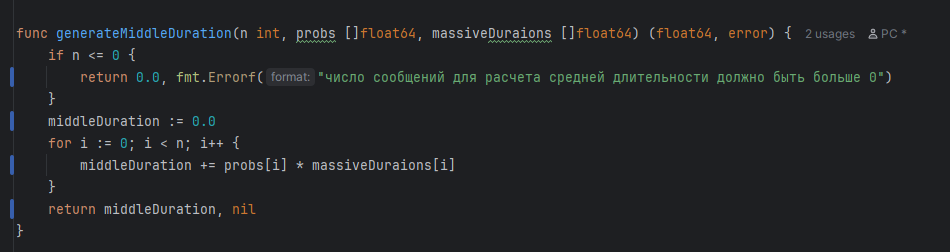 func generateMiddleDuration(n int, probs []float64, massiveDuraions []float64) (float64, error) { 2 usages PC *
if n <= 0 {
return 0.0, fmt.Errorf( format: "число сообщений для расчета средней длительности должно быть больше 0")
}
middleDuration := 0.0
for i := 0; i < n; i++ {
middleDuration += probs[i] * massiveDuraions[i]
}
return middleDuration, nil
}